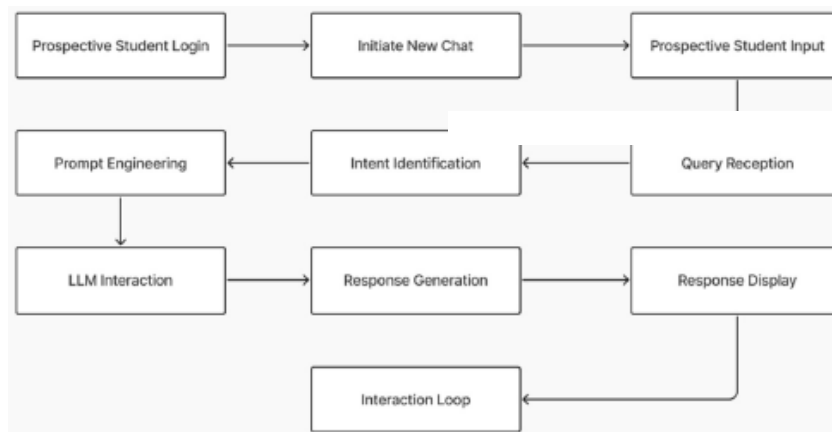 Prospective Student Login
Initiate New Chat
Prospective Student Input
Prompt Engineering
Intent Identification
Query Reception
LLM Interaction
Response Generation
Response Display
Interaction Loop